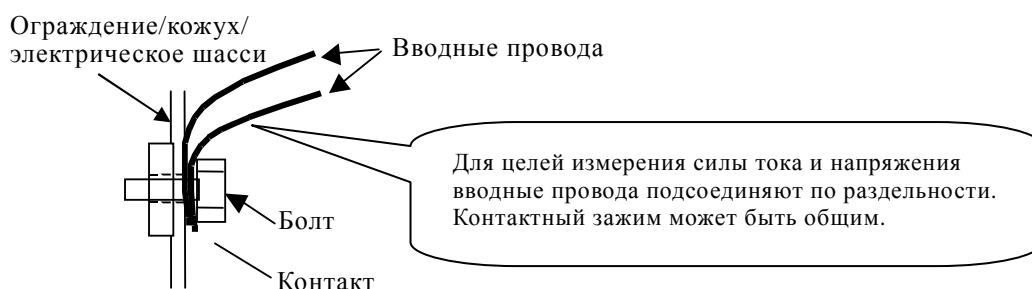 Ограждение/кожух/
электрическое шасси
Вводные провода
Для целей измерения силы тока и напряжения
вводные провода подсоединяют по раздельности.
Контактный зажим может быть общим.
Болт
Контакт